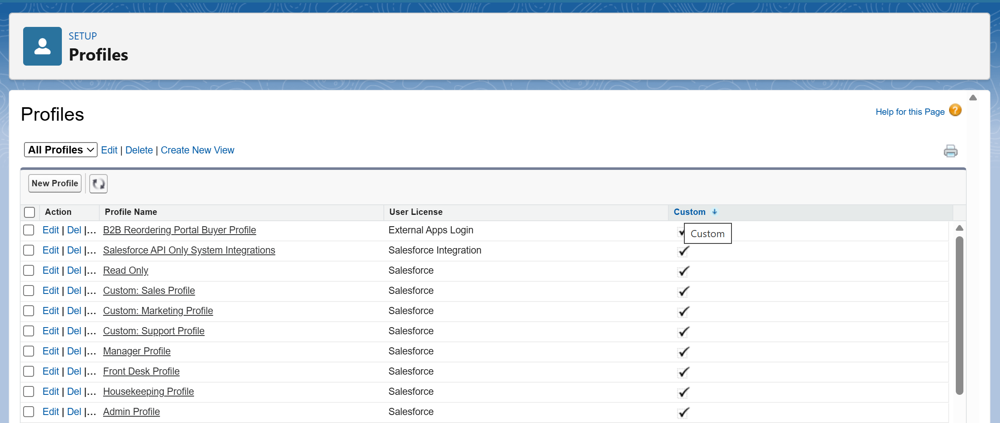 SETUP
Profiles
Profiles
Help for this Page ?
All Profiles Edit | Delete | Create New View
New Profile
Action Profile Name User License Custom
Edit | Del |... B2B Reordering Portal Buyer Profile External Apps Login
Custom
Edit | Del |... Salesforce API Only System Integrations Salesforce Integration
Edit | Del |... Read Only Salesforce
Edit | Del |... Custom: Sales Profile Salesforce
Edit | Del |... Custom: Marketing Profile Salesforce
Edit | Del |... Custom: Support Profile Salesforce
Edit | Del |... Manager Profile Salesforce
Edit | Del |... Front Desk Profile Salesforce
Edit | Del |... Housekeeping Profile Salesforce
Edit | Del |... Admin Profile Salesforce